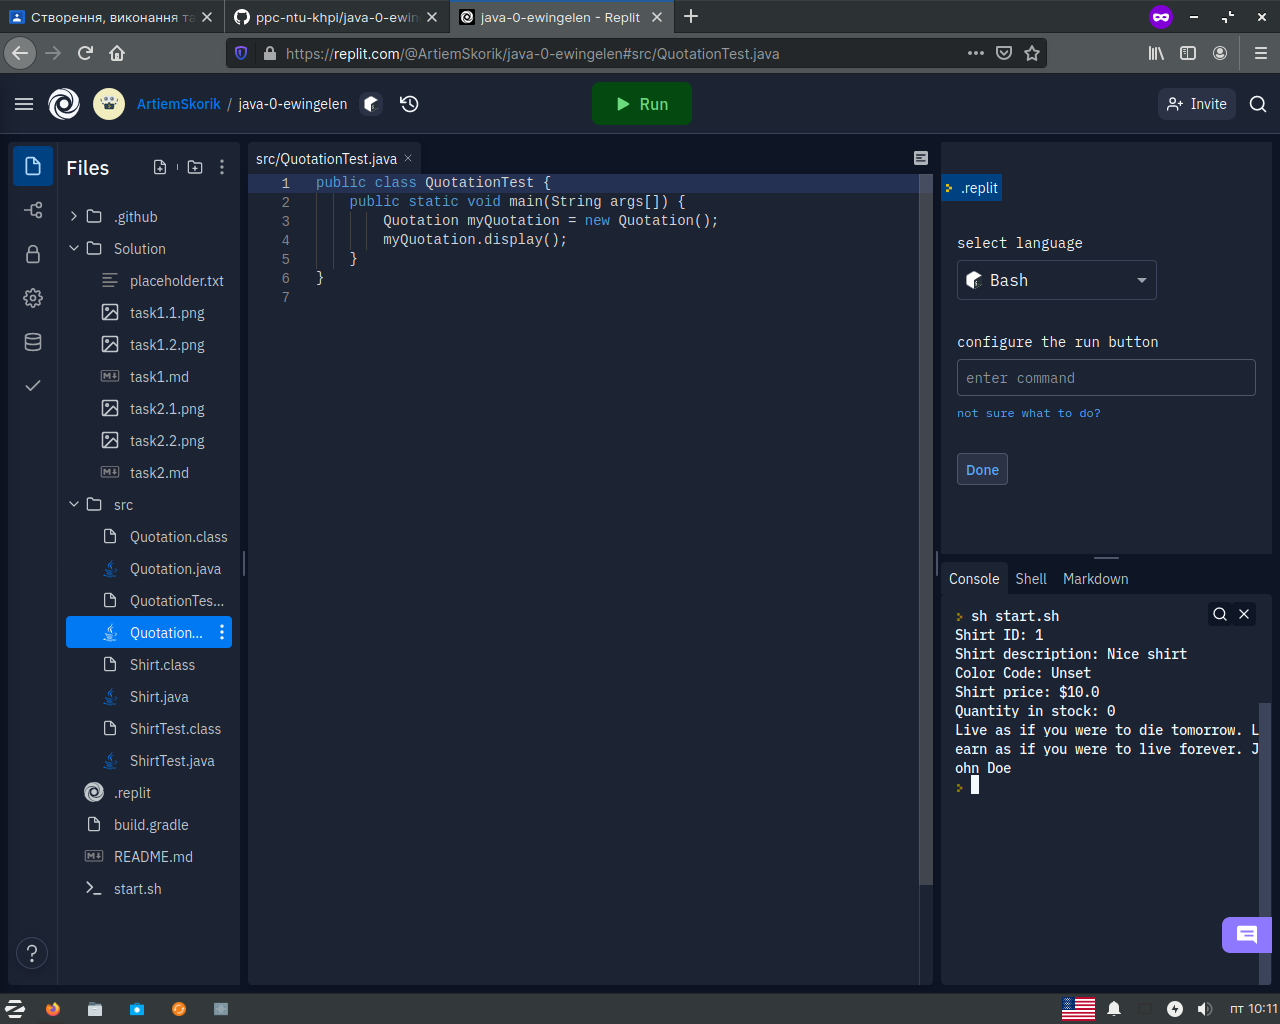 Створення, виконання та
ppc-ntu-khpi/java-0-ewin
java-0-ewingelen - Replit
https://replit.com/@ArtiemSkorik/java-0-ewingelen#src/QuotationTest.java
ArtiemSkorik / java-0-ewingelen
Run
Invite
Files
.github
Solution
placeholder.txt
task1.1.png
task1.2.png
task1.md
task2.1.png
task2.2.png
task2.md
src
Quotation.class
Quotation.java
QuotationTes...
Quotation...
Shirt.class
Shirt.java
ShirtTest.class
ShirtTest.java
.replit
build.gradle
README.md
start.sh
src/QuotationTest.java
1 public class QuotationTest {
2 public static void main(String args[]) {
3 Quotation myQuotation = new Quotation();
4 myQuotation.display();
5 }
6 }
7
.replit
select language
Bash
configure the run button
enter command
not sure what to do?
Done
Console Shell Markdown
sh start.sh
Shirt ID: 1
Shirt description: Nice shirt
Color Code: Unset
Shirt price: $10.0
Quantity in stock: 0
Live as if you were to die tomorrow. L
earn as if you were to live forever. J
ohn Doe
пт 10:11